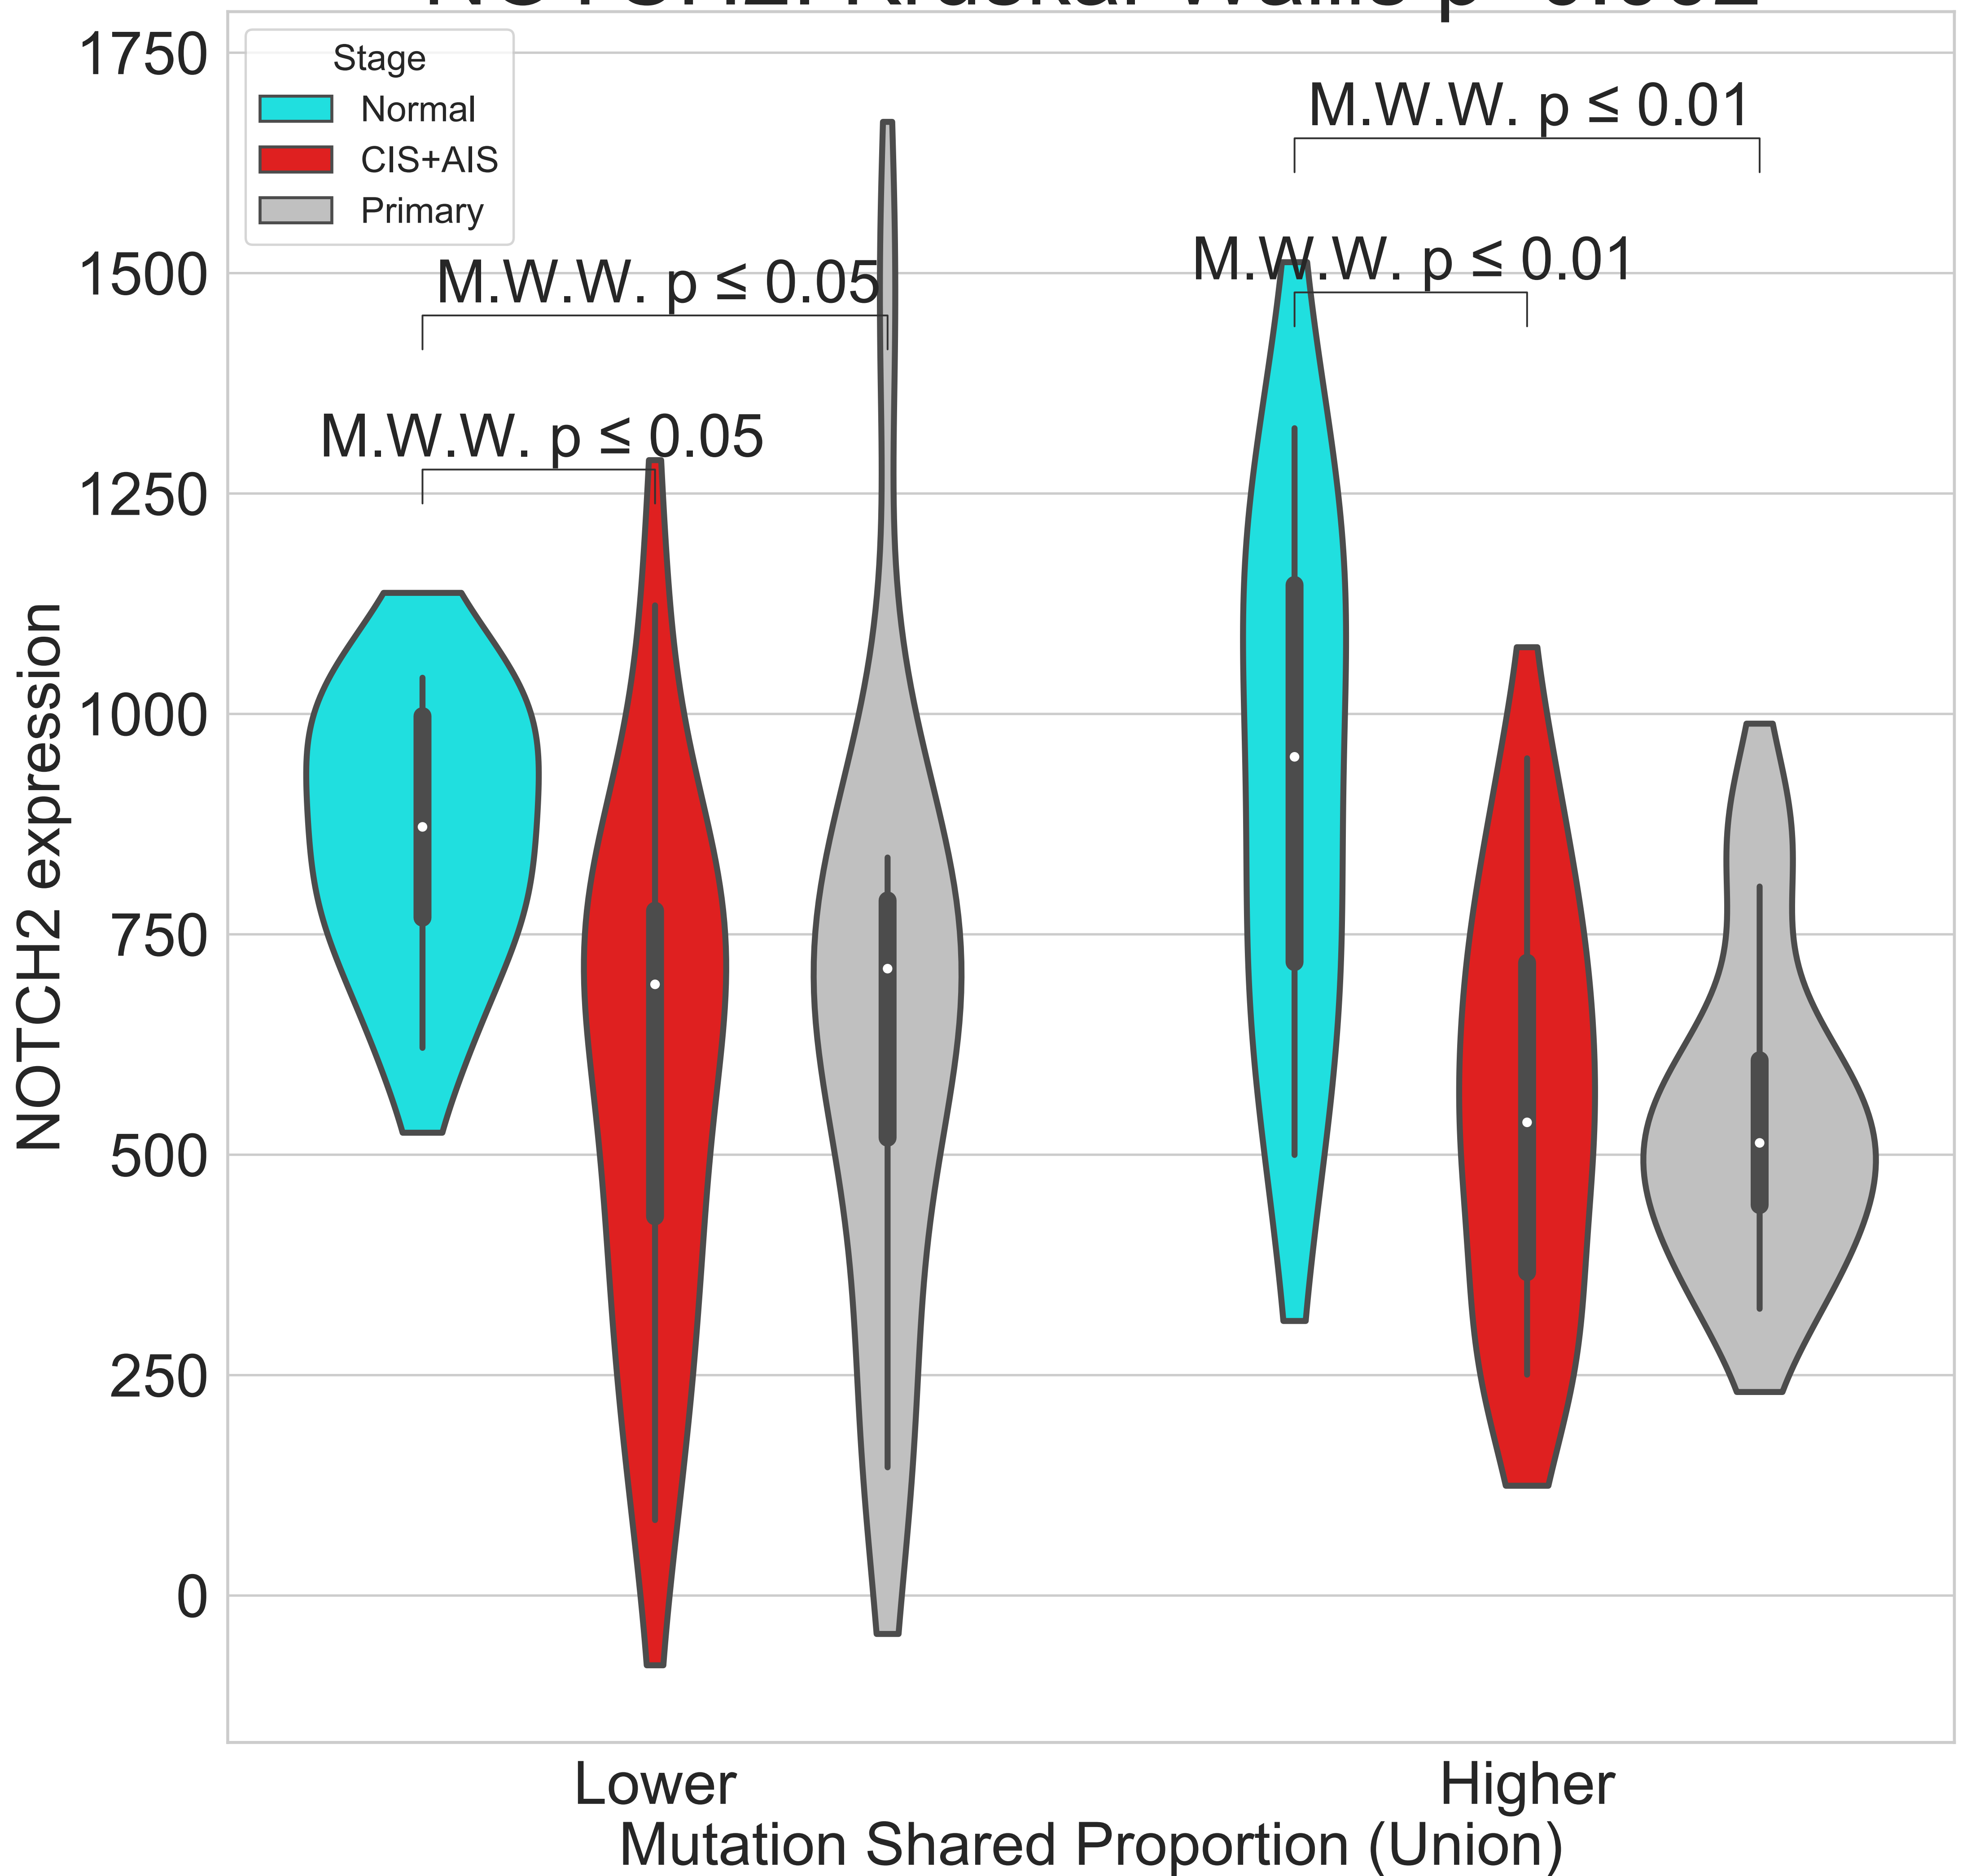 1750
1500
1250
1000
750
500
250
0
NOTCH2 expression
Stage
Normal
CIS+AIS
Primary
M.W.W. p ≤ 0.01
M.W.W. p ≤ 0.01
M.W.W. p ≤ 0.05
M.W.W. p ≤ 0.05
Lower
Higher
Mutation Shared Proportion (Union)